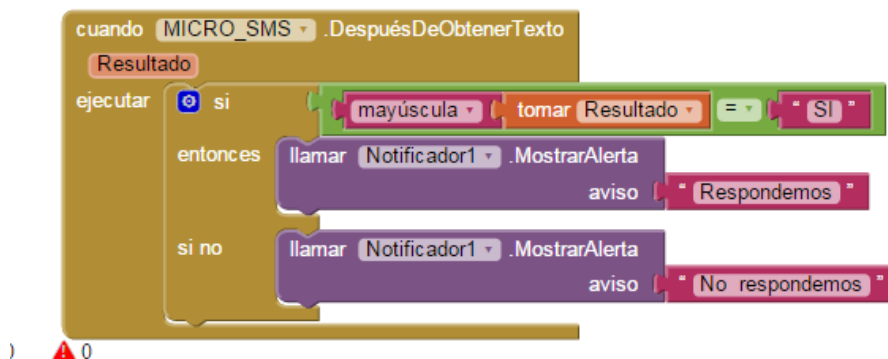 cuando MICRO_SMS .DespuésDeObtenerTexto
Resultado
ejecutar si mayúscula tomar Resultado = " SI "
entonces llamar Notificador1 .MostrarAlerta
aviso " Respondemos "
si no llamar Notificador1 .MostrarAlerta
aviso " No respondemos "
) 0